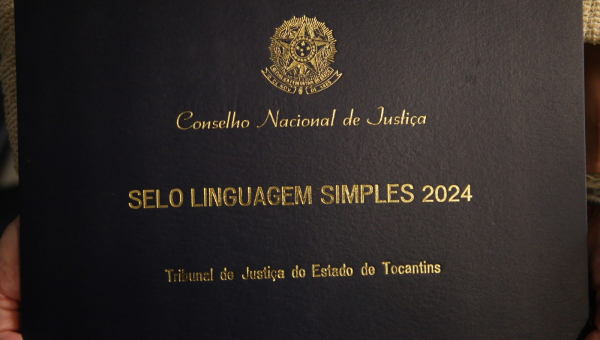 Conselho Nacional de Justiça
SELO LINGUAGEM SIMPLES 2024
Tribunal de Justiça do Estado de Tocantins